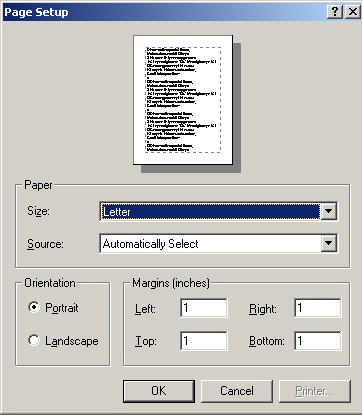 Page Setup
Paper
Size: Letter
Source: Automatically Select
Orientation
Portrait
Landscape
Margins (inches)
Left: 1 Right: 1
Top: 1 Bottom: 1
OK Cancel Printer...